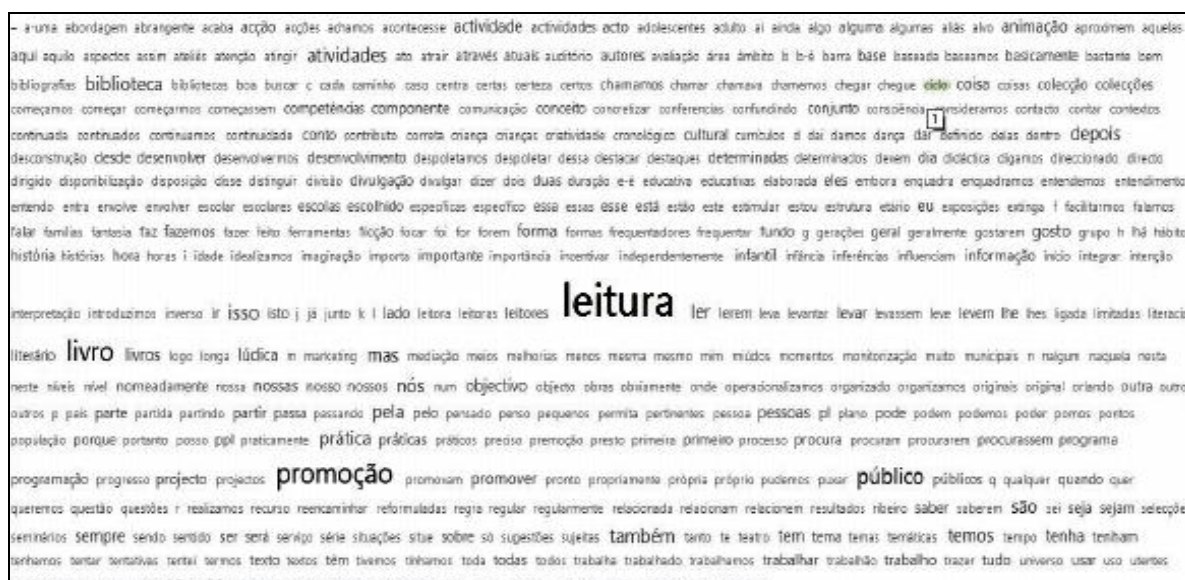 – a-uma abordagem abrangente acaba acção acções achamos acontecesse actividade actividades acto adolescentes adulto aí ainda algo alguma algumas aliás alvo animação aproximem aquelas
aqui aquilo aspectos assim ateliês atenção atingir atividades ato atrair através atuais auditório autores avaliação área âmbito b b-é barra base baseada baseamos basicamente bastante bem
bibliografias biblioteca bibliotecas boa buscar c cada caminho caso centra certas certeza certos chamamos chamar chamava chamemos chegar chegue ciclo coisa coisas colecção colecções
começamos começar começarmos começassem competências componente comunicação conceito concretizar conferencias confundindo conjunto consciência consideramos contacto contar contextos
1
continuada continuados continuamos continuidade conto contributo correta criança crianças criatividade cronológico cultural currículos d daí damos dança dar definido delas dentro depois
desconstrução desde desenvolver desenvolvermos desenvolvimento despoletamos despoletar dessa destacar destaques determinadas determinados devem dia didáctica digamos direccionado directo
dirigido disponibilização disposição disse distinguir divisão divulgação divulgar dizer dois duas duração e-é educativa educativas elaborada eles embora enquadra enquadramos entendemos entendimento
entendo entra envolve envolver escolar escolares escolas escolhido especificas especifico essa essas esse está estão este estimular estou estrutura etário eu exposições extinga f facilitarmos falamos
falar famílias fantasia faz fazemos fazer feito ferramentas ficção focar foi for forem forma formas frequentadores frequentar fundo g gerações geral geralmente gostarem gosto grupo h há hábito
história histórias hora horas i idade idealizamos imaginação importa importante importância incentivar independentemente infantil infância inferências influenciam informação início integrar intenção
interpretação introduzimos inverso ir isso isto j já junto k l lado leitora leitoras leitores leitura ler lerem leva levantar levar levassem leve levem lhe lhes ligada limitadas literacia
literário livro livros logo longa lúdica m marketing mas mediação meios melhorias menos mesma mesmo mim miúdos momentos monitorização muito municipais n nalgum naquela nesta
neste níveis nível nomeadamente nossa nossas nosso nossos nós num objectivo objecto obras obviamente onde operacionalizamos organizado organizamos originais original oriando outra outro
outros p pais parte partida partindo partir passa passando pela pelo pensado penso pequenos permita pertinentes pessoa pessoas pl plano pode podem podemos poder pomos pontos
população porque portanto posso ppl praticamente prática práticas práticos preciso premoção presto primeira primeiro processo procura procuram procurarem procurassem programa
programação progresso projecto projectos promoção promovam promover pronto propriamente própria próprio pudemos puxar público públicos q qualquer quando quer
queremos questão questões r realizamos recurso reencaminhar reformuladas regra regular regularmente relacionada relacionam relacionem resultados ribeiro saber saberem são sei seja sejam selecção
seminários sempre sendo sentido ser será serviço série situações situe sobre só sugestões sujeitas também tanto te teatro tem tema temas temáticas temos tempo tenha tenham
tenhamos tentar tentativas tentei termos texto textos têm tivemos tínhamos toda todas todos trabalha trabalhado trabalhamos trabalhar trabalhão trabalho trazer tudo universo usar uso utentes